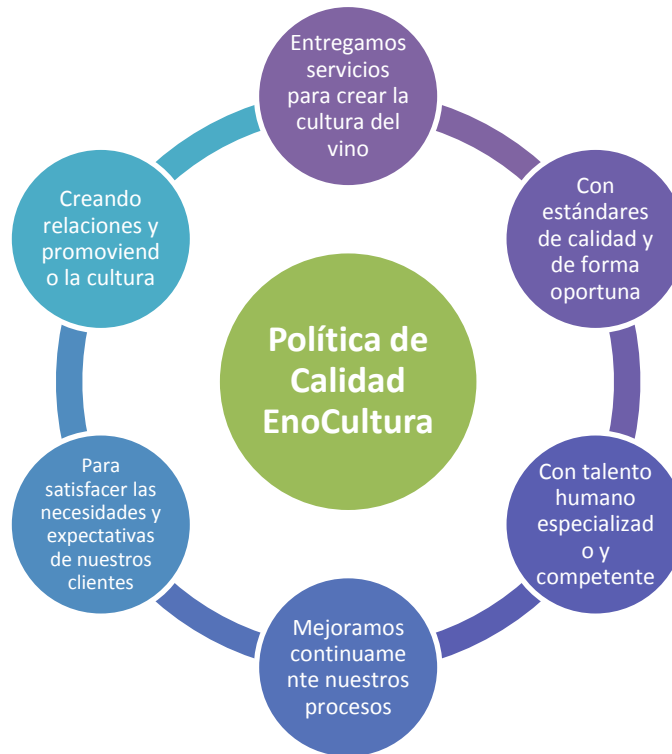 Entregamos
servicios
para crear la
cultura del
vino
Con
estándares
de calidad y
de forma
oportuna
Con talento
humano
especializad
o y
competente
Mejoramos
continuame
nte nuestros
procesos
Para
satisfacer las
necesidades y
expectativas
de nuestros
clientes
Creando
relaciones y
promoviend
o la cultura
Política de
Calidad
EnoCultura